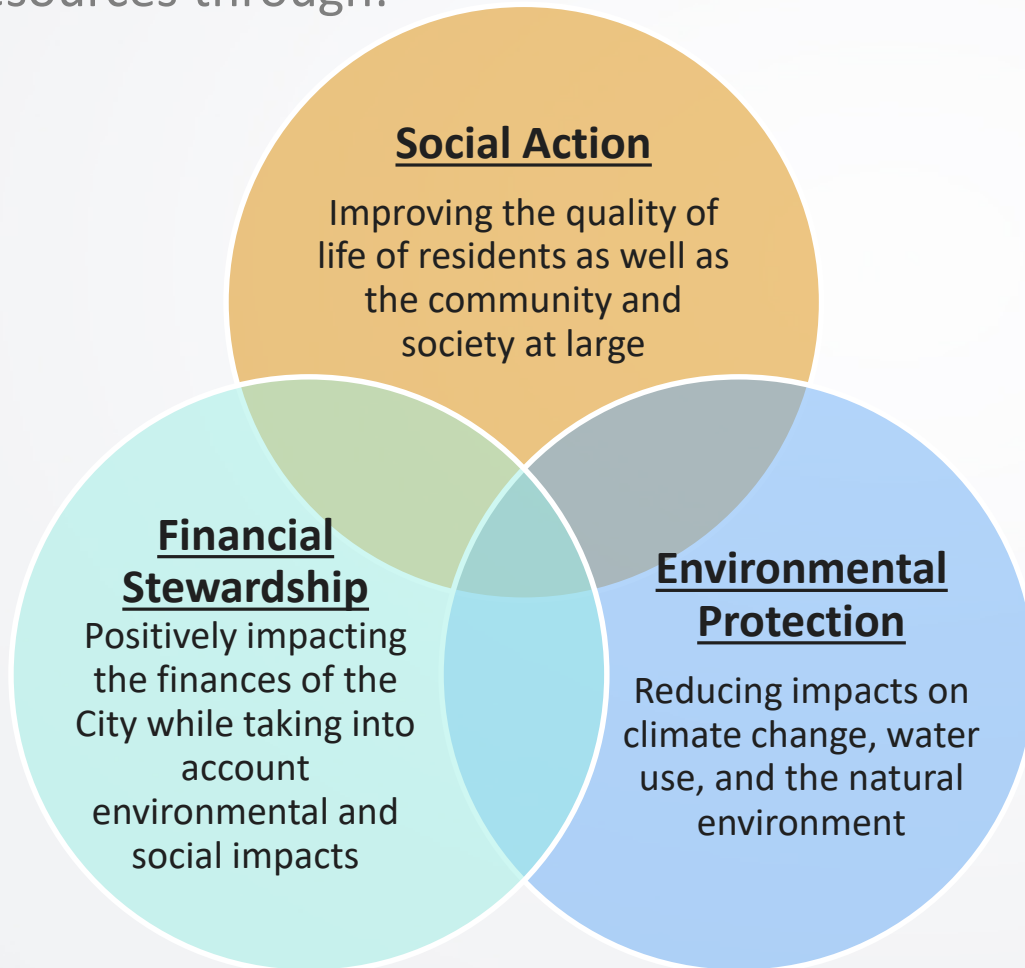 resources through:
Social Action
Improving the quality of
life of residents as well as
the community and
society at large
Financial
Stewardship
Positively impacting
the finances of the
City while taking into
account
environmental and
social impacts
Environmental
Protection
Reducing impacts on
climate change, water
use, and the natural
environment